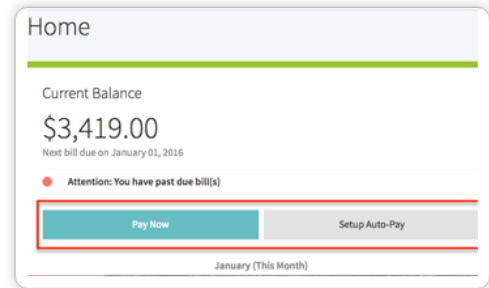 Home
Current Balance
$3,419.00
Next bill due on January 01, 2016
Attention: You have past due bill(s)
Pay Now Setup Auto-Pay
January (This Month)